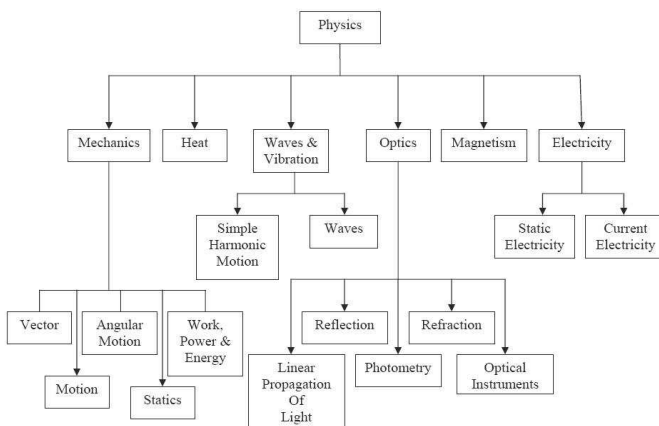 Physics
Mechanics
Heat
Waves &
Vibration
Optics
Magnetism
Electricity
Simple
Harmonic
Motion
Waves
Static
Electricity
Current
Electricity
Vector
Angular
Motion
Work,
Power &
Energy
Reflection
Refraction
Motion
Statics
Linear
Propagation
Of
Light
Photometry
Optical
Instruments